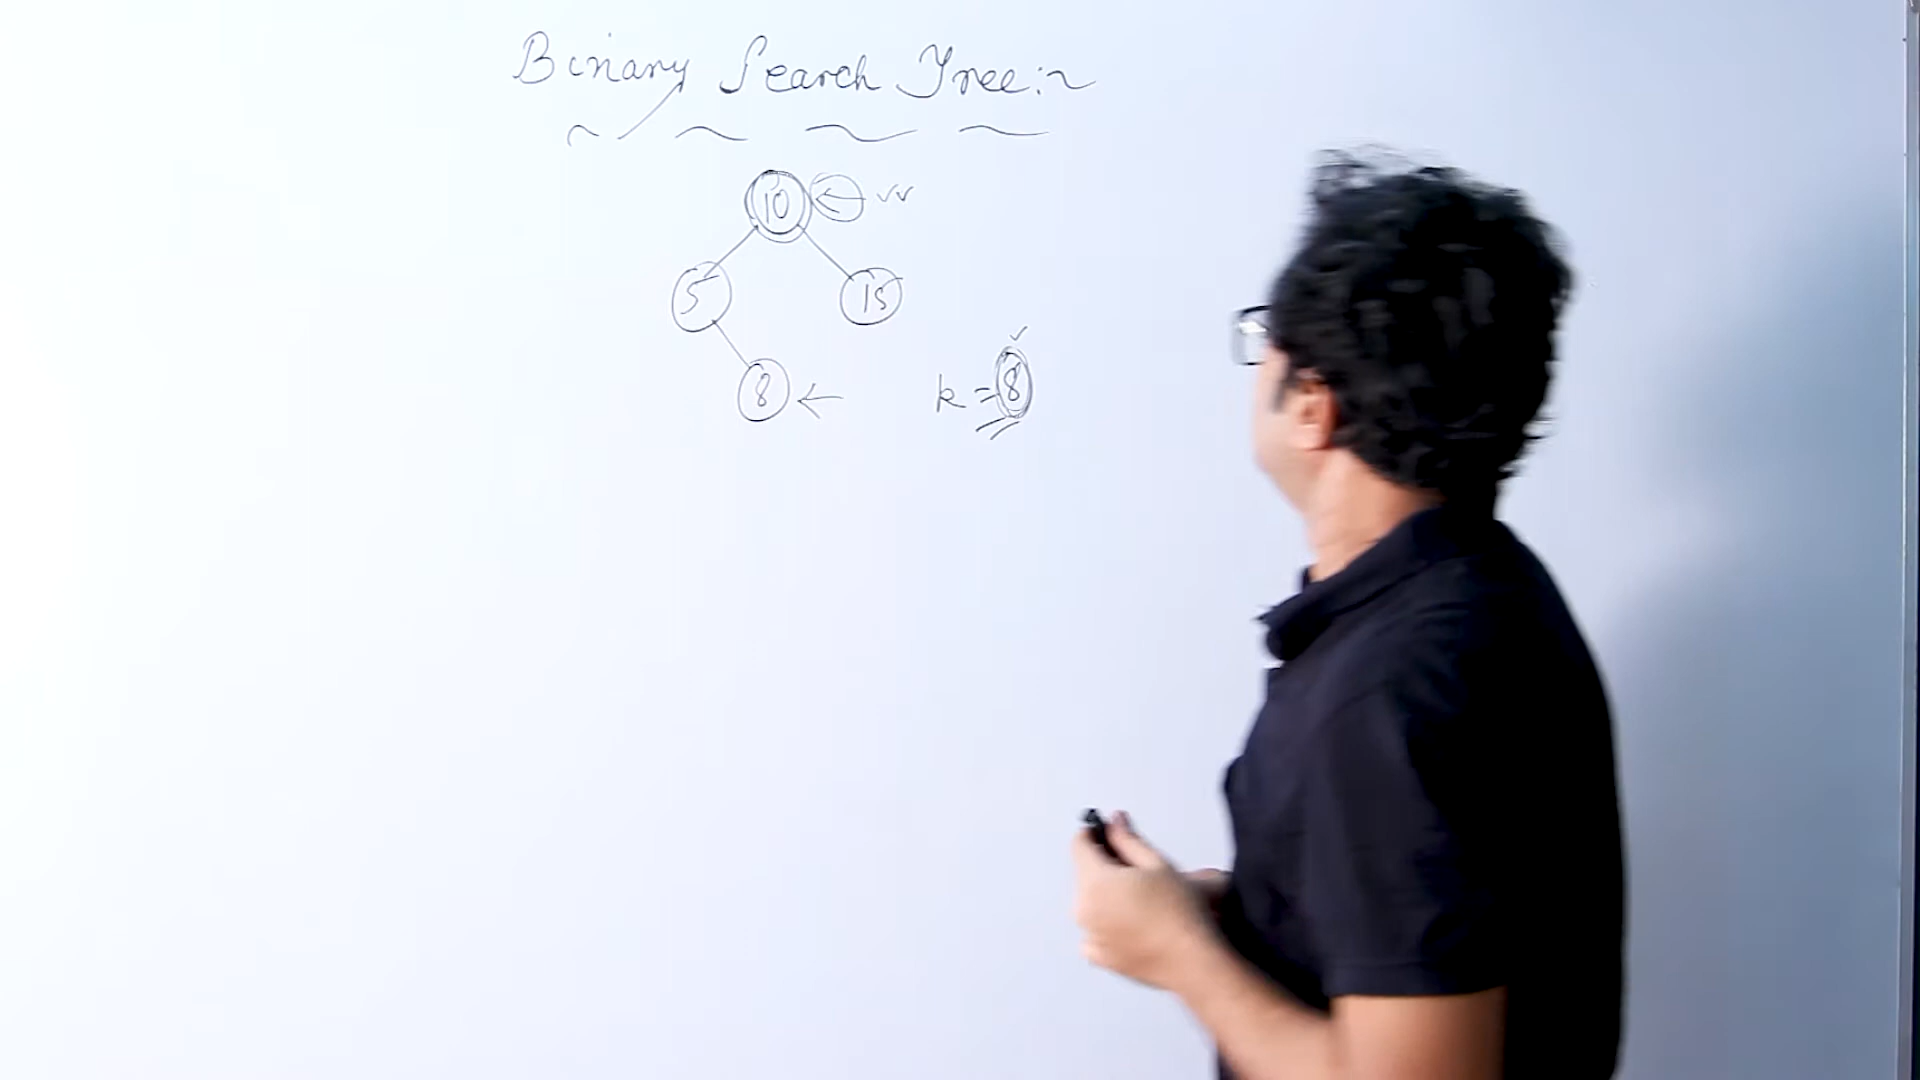 Binary Search Tree:~
10 ← ✓✓
5 15
8 ← k = 8 ✓